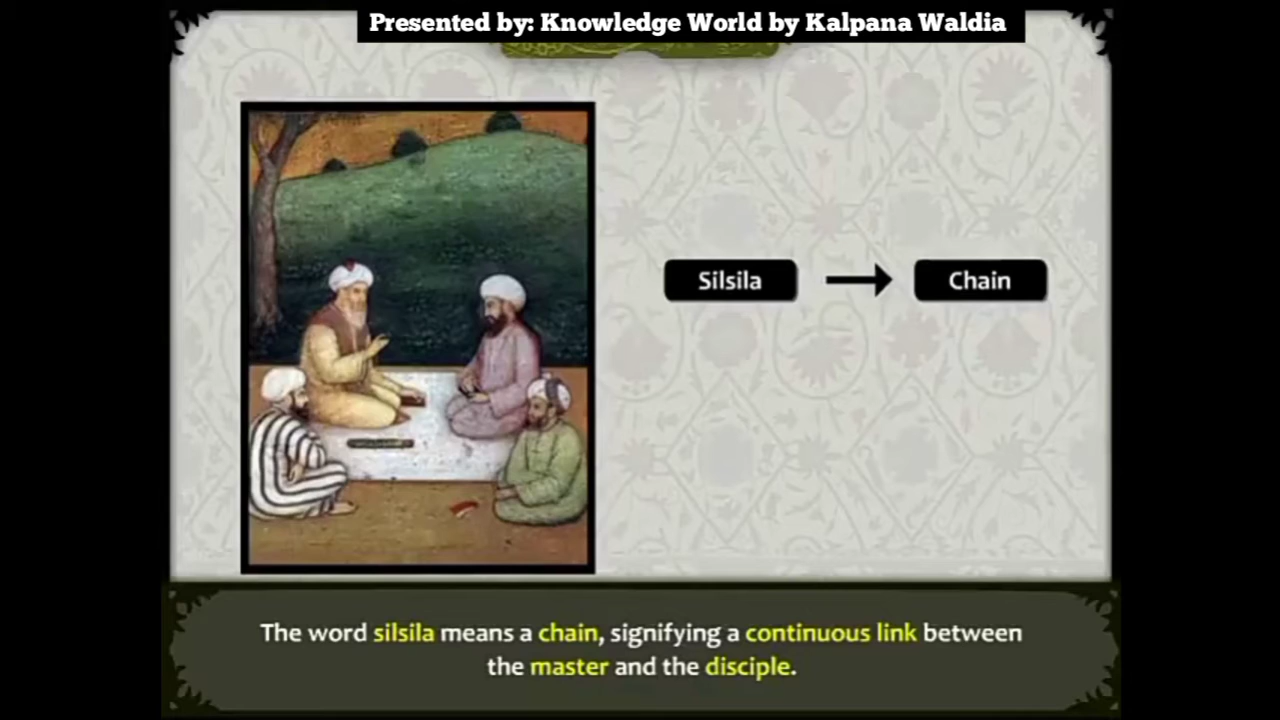 Presented by: Knowledge World by Kalpana Waldia
Silsila
Chain
The word silsila means a chain, signifying a continuous link between
the master and the disciple.